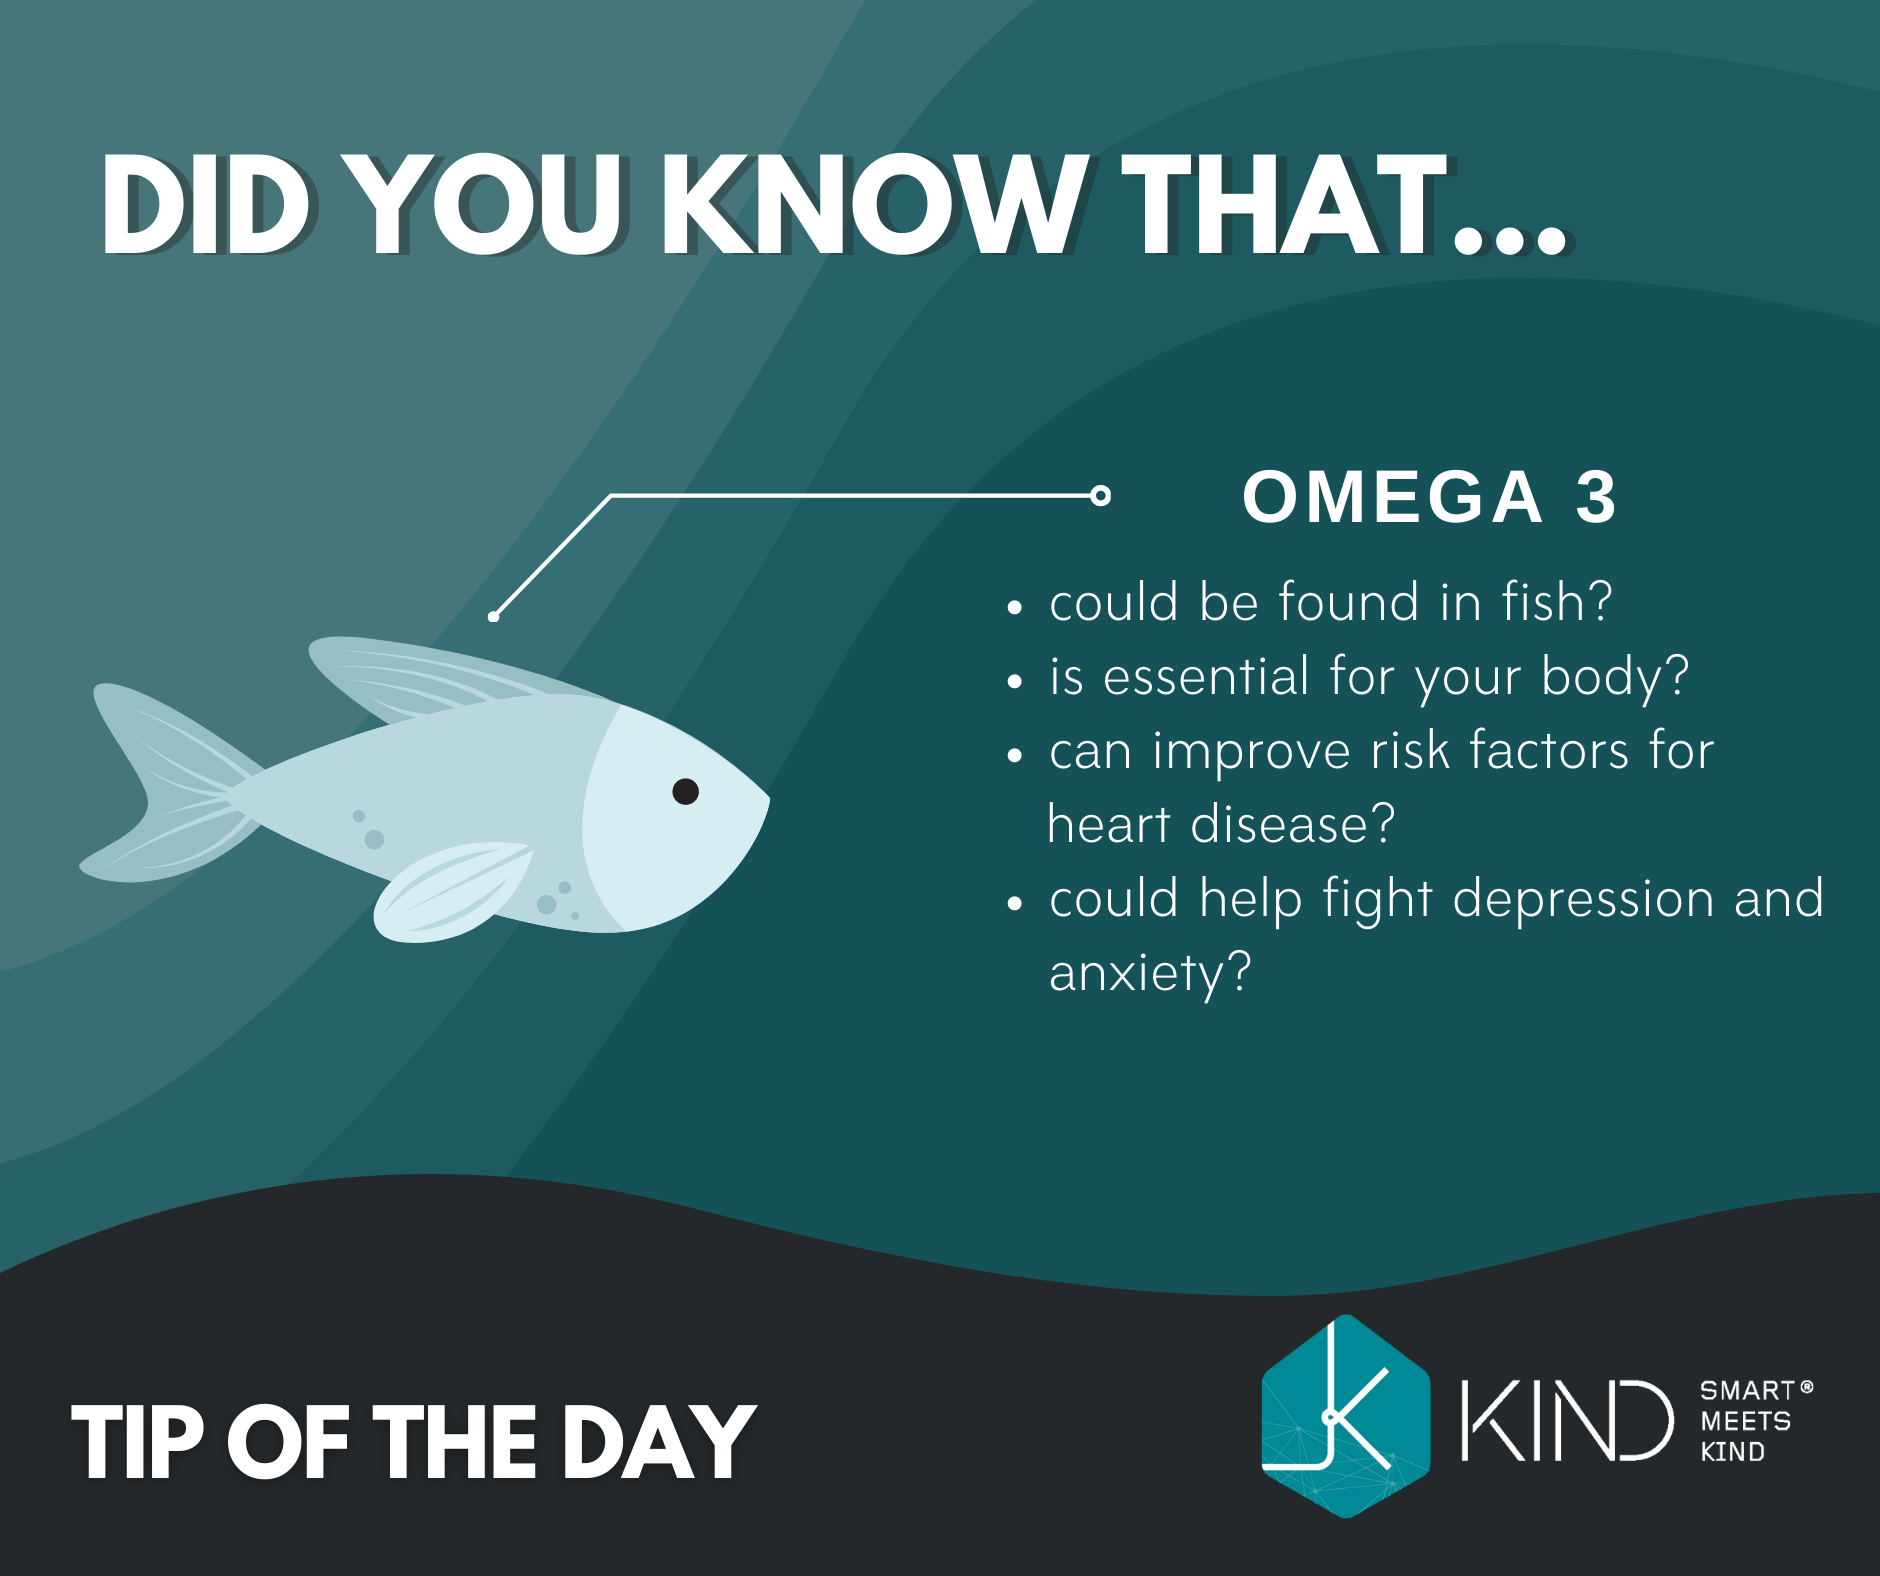 DID YOU KNOW THAT...
OMEGA 3
• could be found in fish?
• is essential for your body?
• can improve risk factors for
heart disease?
• could help fight depression and
anxiety?
TIP OF THE DAY
KIND
SMART®
MEETS
KIND